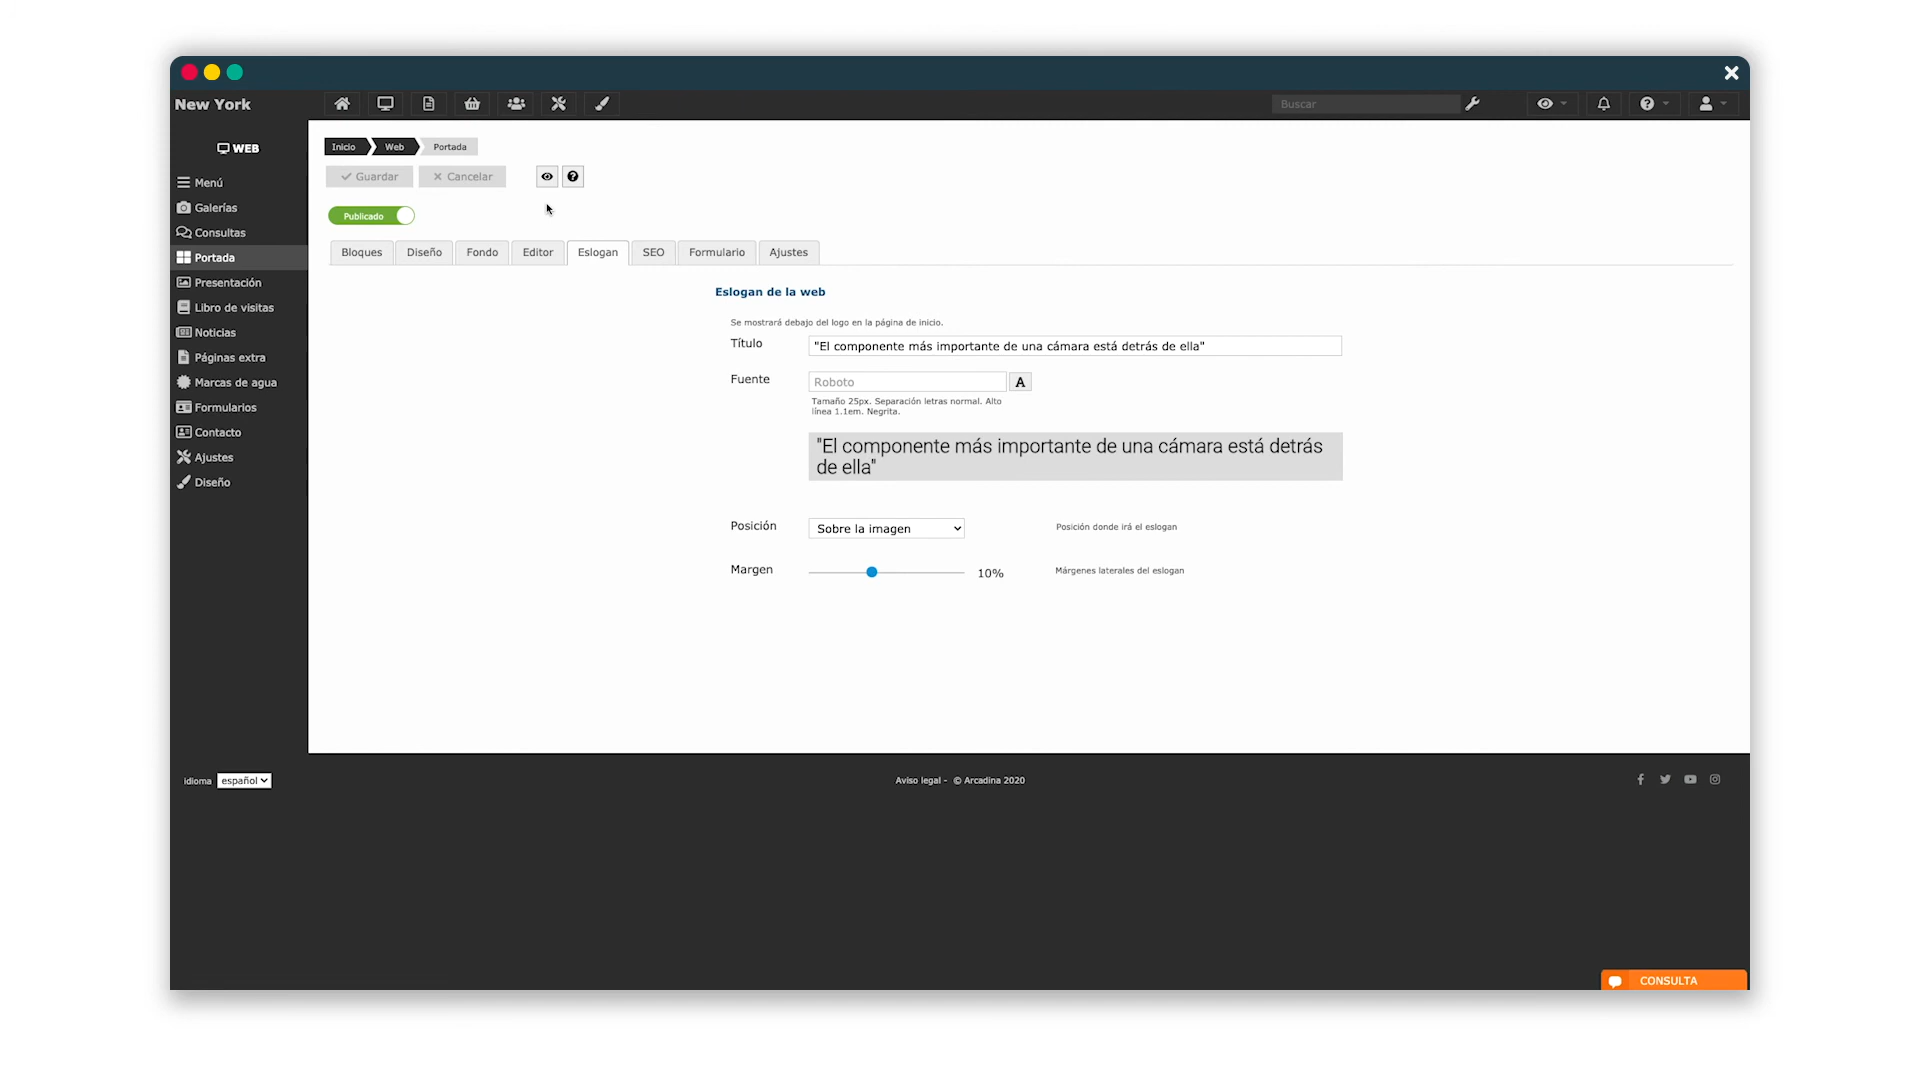 New York
Buscar
WEB
Menú
Galerías
Consultas
Portada
Presentación
Libro de visitas
Noticias
Páginas extra
Marcas de agua
Formularios
Contacto
Ajustes
Diseño
Inicio Web Portada
Guardar Cancelar
Publicado
Bloques Diseño Fondo Editor Eslogan SEO Formulario Ajustes
Eslogan de la web
Se mostrará debajo del logo en la página de inicio.
Título "El componente más importante de una cámara está detrás de ella"
Fuente Roboto A
Tamaño 25px. Separación letras normal. Alto
línea 1.1em. Negrita.
"El componente más importante de una cámara está detrás
de ella"
Posición Sobre la imagen Posición donde irá el eslogan
Margen 10% Márgenes laterales del eslogan
idioma español
Aviso legal - © Arcadina 2020
CONSULTA